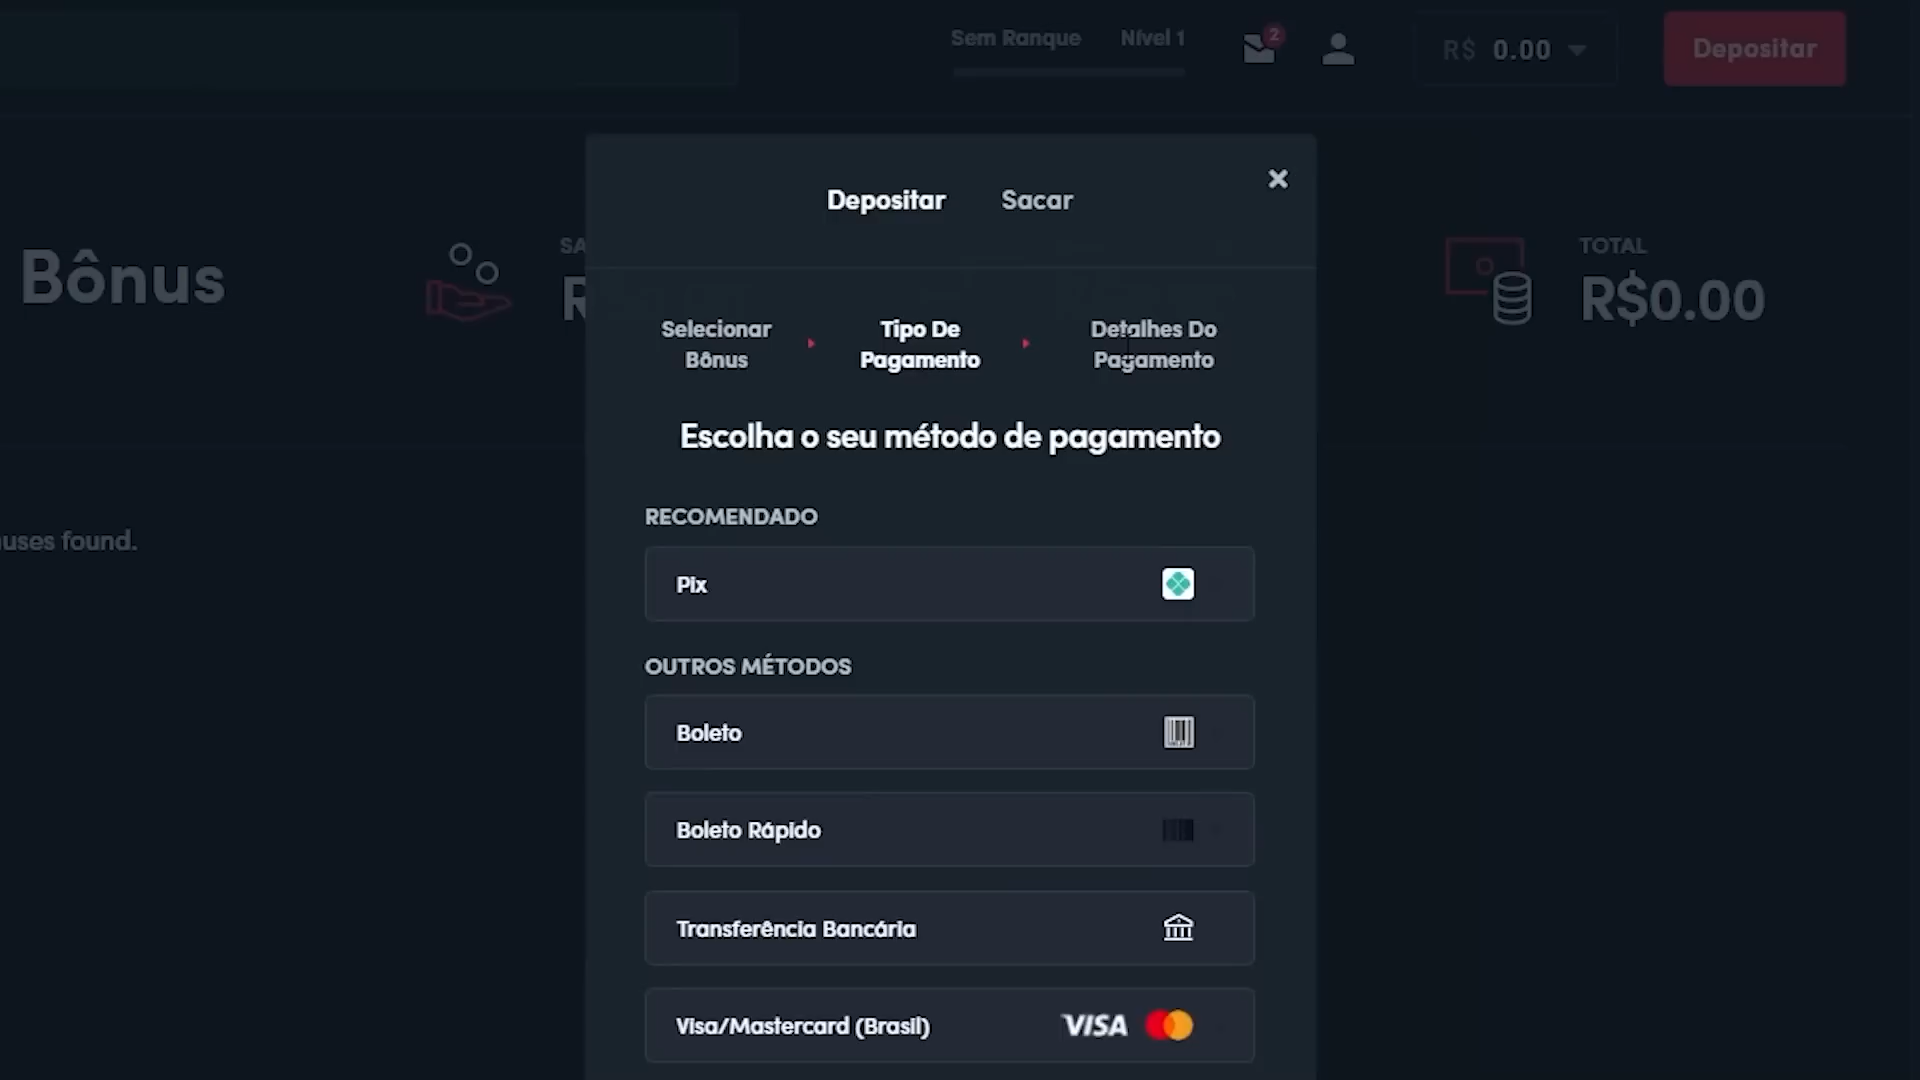 Sem Ranque Nível 1 2 R$ 0.00 Depositar
Depositar Sacar
Bônus
TOTAL
R$0.00
Selecionar Bônus
Tipo De Pagamento
Detalhes Do Pagamento
Escolha o seu método de pagamento
found.
RECOMENDADO
Pix
OUTROS MÉTODOS
Boleto
Boleto Rápido
Transferência Bancária
Visa/Mastercard (Brasil) VISA